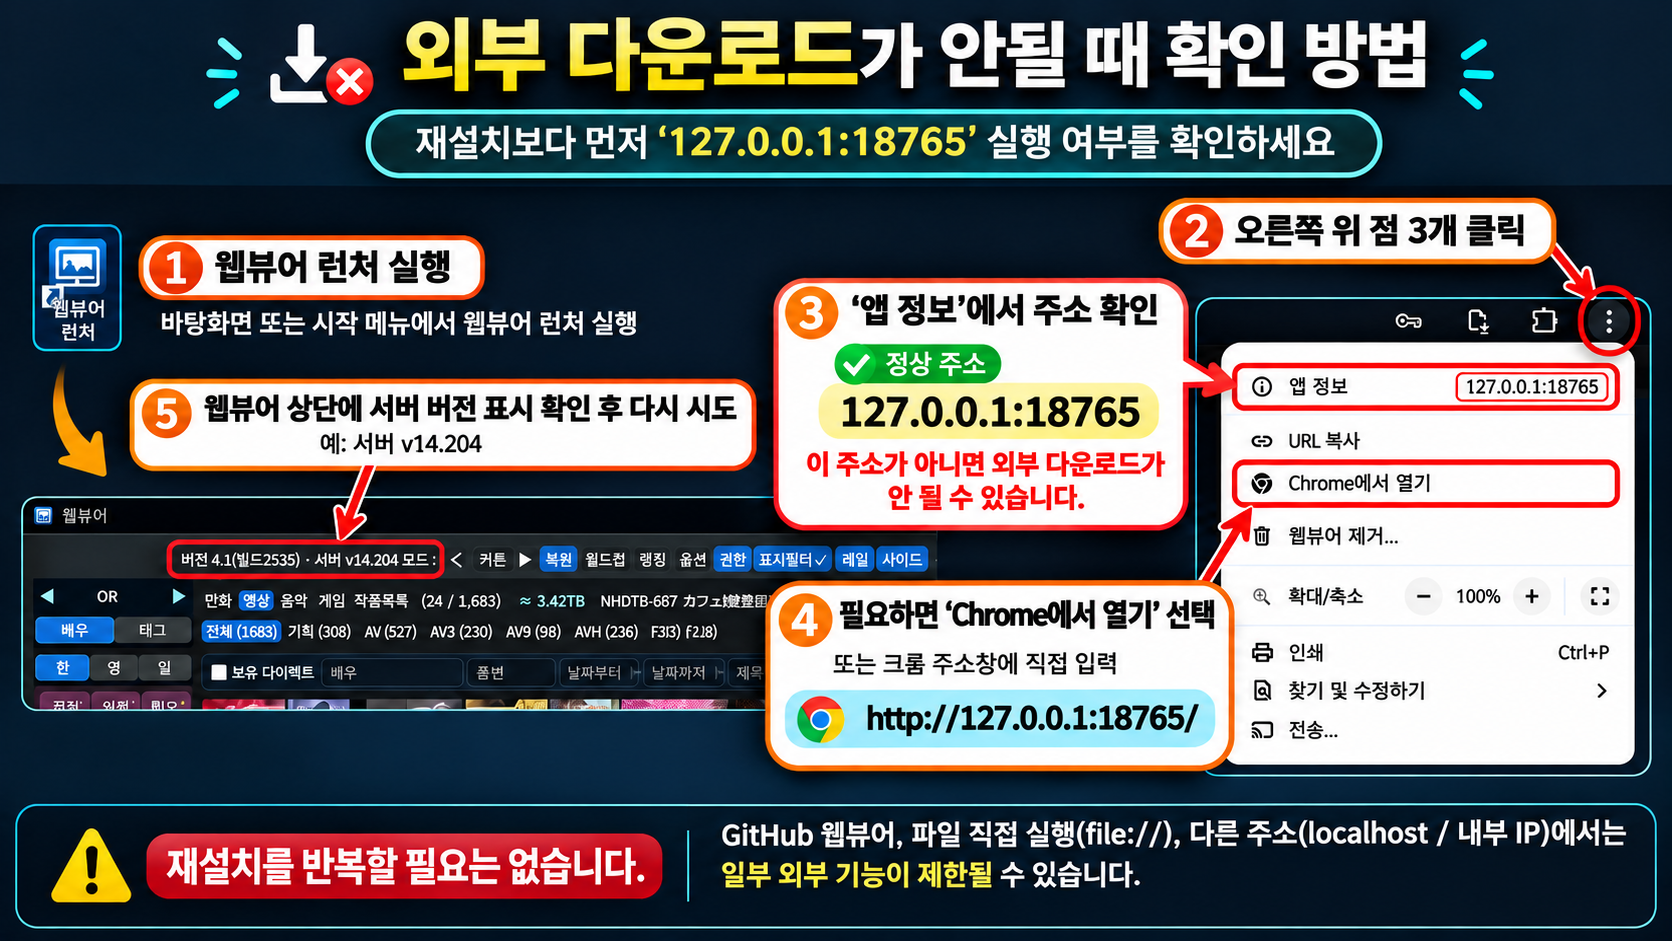 외부 다운로드가 안될 때 확인 방법
재설치보다 먼저 ‘127.0.0.1:18765’ 실행 여부를 확인하세요
웹뷰어
런처
1 웹뷰어 런처 실행
바탕화면 또는 시작 메뉴에서 웹뷰어 런처 실행
2 오른쪽 위 점 3개 클릭
3 ‘앱 정보’에서 주소 확인
정상 주소
127.0.0.1:18765
이 주소가 아니면 외부 다운로드가
안 될 수 있습니다.
앱 정보 127.0.0.1:18765
URL 복사
Chrome에서 열기
웹뷰어 제거...
확대/축소 − 100% +
인쇄 Ctrl+P
찾기 및 수정하기
전송...
4 필요하면 ‘Chrome에서 열기’ 선택
또는 크롬 주소창에 직접 입력
http://127.0.0.1:18765/
5 웹뷰어 상단에 서버 버전 표시 확인 후 다시 시도
예: 서버 v14.204
웹뷰어
버전 4.1(빌드2535) · 서버 v14.204 모드 : < 커튼 ▶ 복원 월드컵 랭킹 옵션 권한 표지필터✓ 레일 사이드
◀ OR ▶
만화 영상 음악 게임 작품목록 (24 / 1,683) ≈ 3.42TB NHDTB-667 カフェ
배우 태그
전체 (1683) 기획 (308) AV (527) AV3 (230) AV9 (98) AVH (236)
한 영 일
보유 다이렉트 배우 품번 날짜부터 날짜까지 제목
재설치를 반복할 필요는 없습니다.
GitHub 웹뷰어, 파일 직접 실행(file://), 다른 주소(localhost / 내부 IP)에서는
일부 외부 기능이 제한될 수 있습니다.